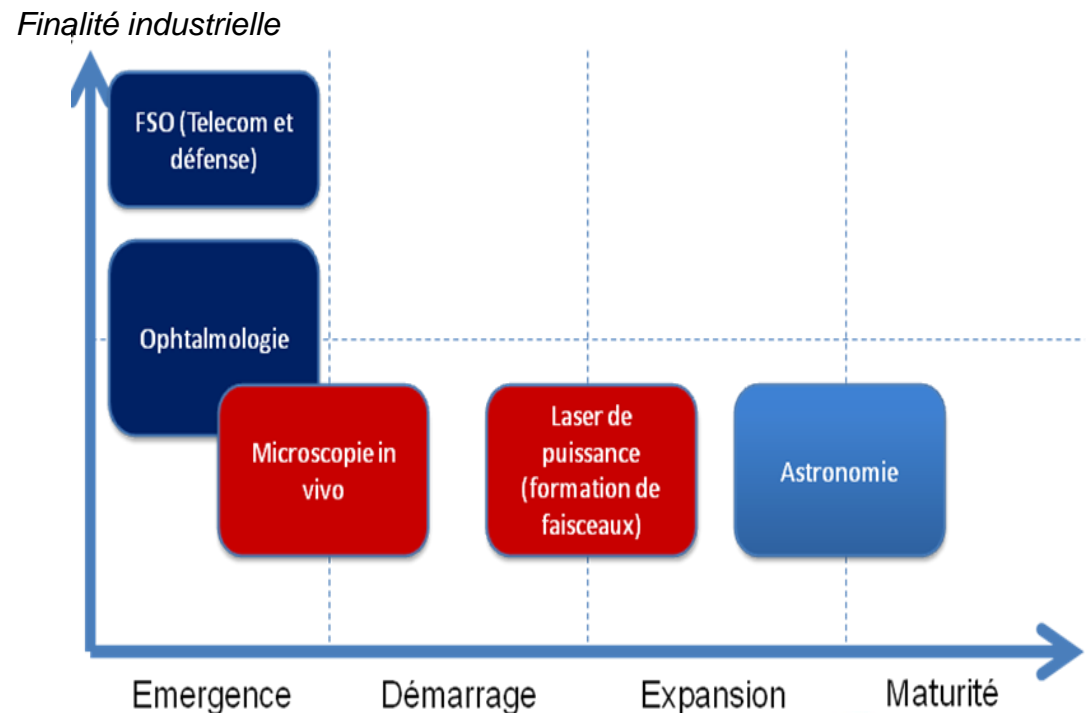 Finalité industrielle
FSO (Telecom et
défense)
Ophtalmologie
Microscopie in
vivo
Laser de
puissance
(formation de
faisceaux)
Astronomie
Emergence
Démarrage
Expansion
Maturité